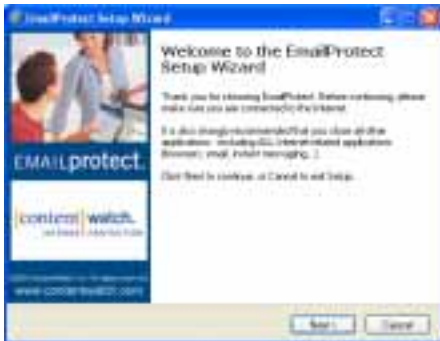 EmailProtect Setup Wizard
Welcome to the EmailProtect
Setup Wizard
Thank you for choosing EmailProtect. Before continuing, please
make sure you are connected to the Internet.
It is also strongly recommended that you close all other
applications - including ALL Internet related applications
(browsers, email, instant messaging, ...).
Click Next to continue, or Cancel to exit Setup.
EMAILprotect.
content watch.
INTERNET PROTECTION
www.contentwatch.com
Next >
Cancel